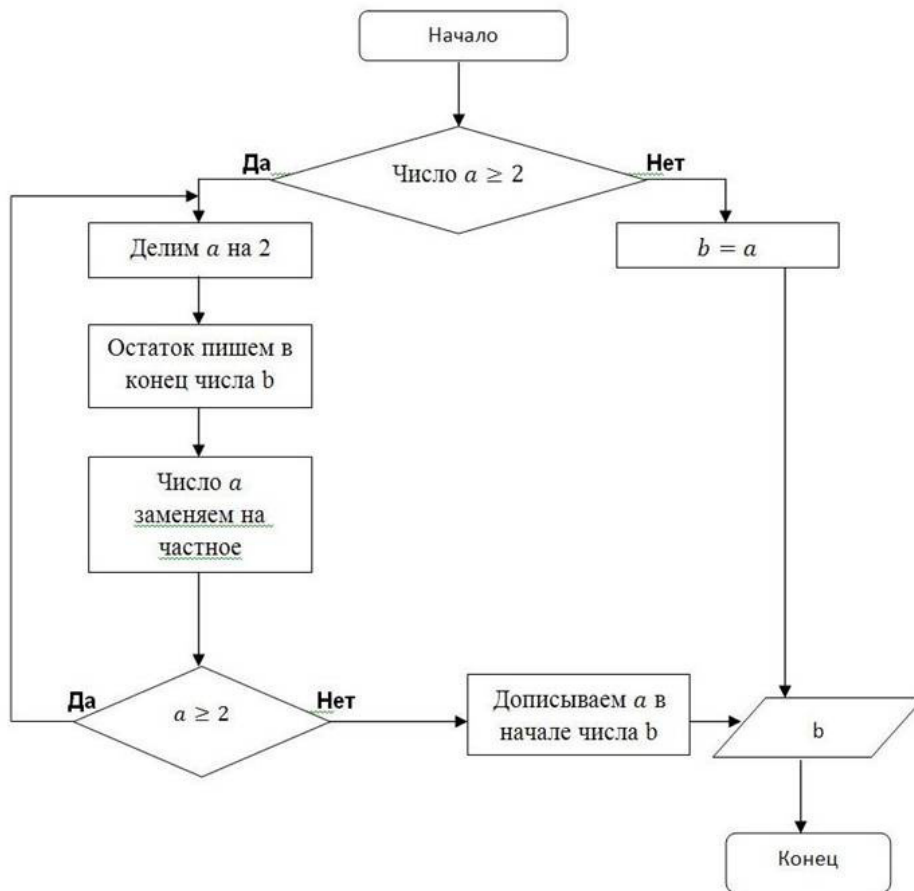 Начало
Да
Нет
Число a ≥ 2
Делим a на 2
b = a
Остаток пишем в
конец числа b
Число a
заменяем на
частное
Да
Нет
a ≥ 2
Дописываем a в
начале числа b
b
Конец